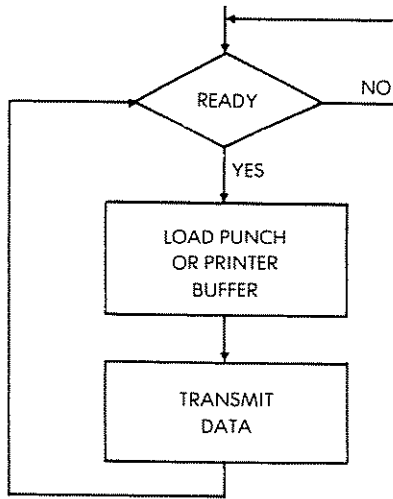 READY
NO
YES
LOAD PUNCH
OR PRINTER
BUFFER
TRANSMIT
DATA